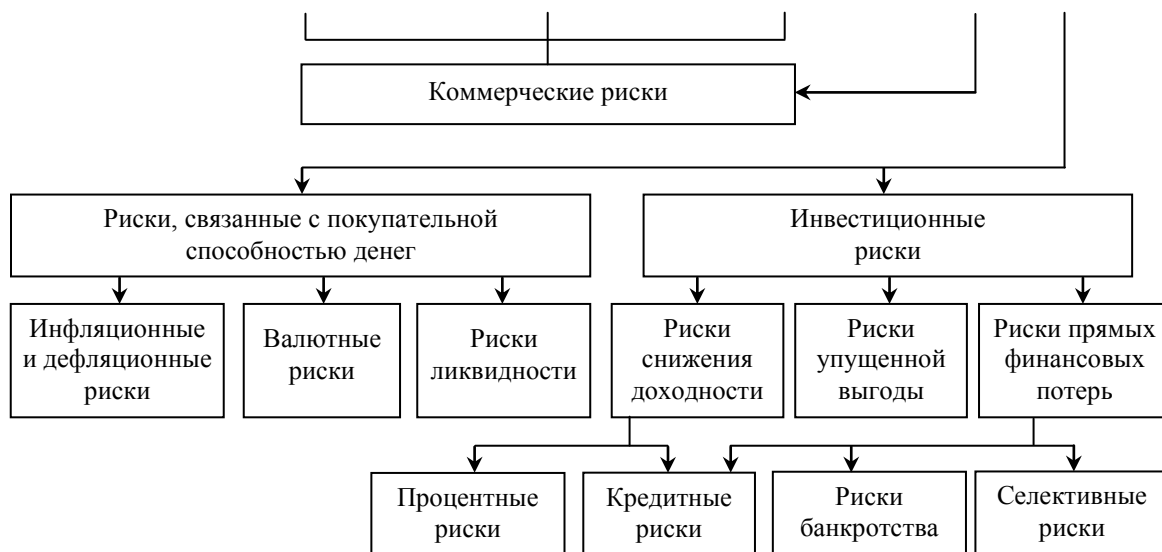 Коммерческие риски
Риски, связанные с покупательной
способностью денег
Инвестиционные
риски
Инфляционные
и дефляционные
риски
Валютные
риски
Риски
ликвидности
Риски
снижения
доходности
Риски
упущенной
выгоды
Риски прямых
финансовых
потерь
Процентные
риски
Кредитные
риски
Риски
банкротства
Селективные
риски